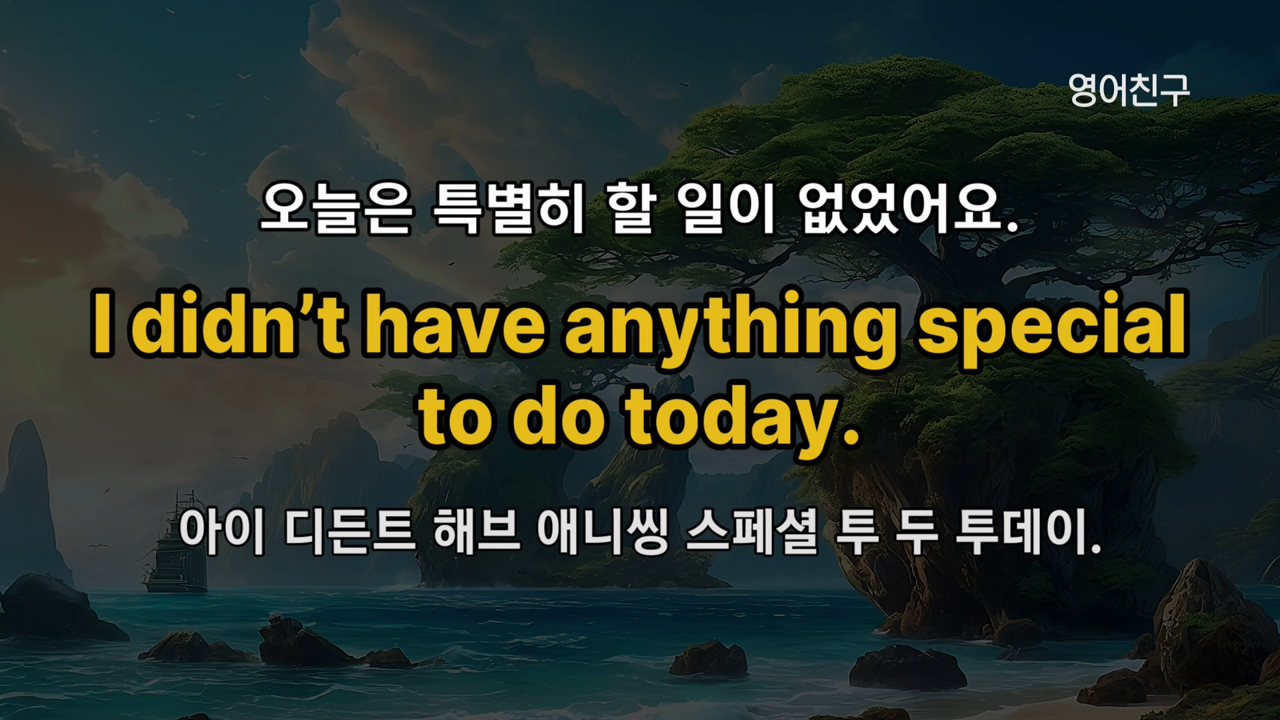 영어친구
오늘은 특별히 할 일이 없었어요.
I didn’t have anything special
to do today.
아이 디든트 해브 애니씽 스페셜 투 두 투데이.